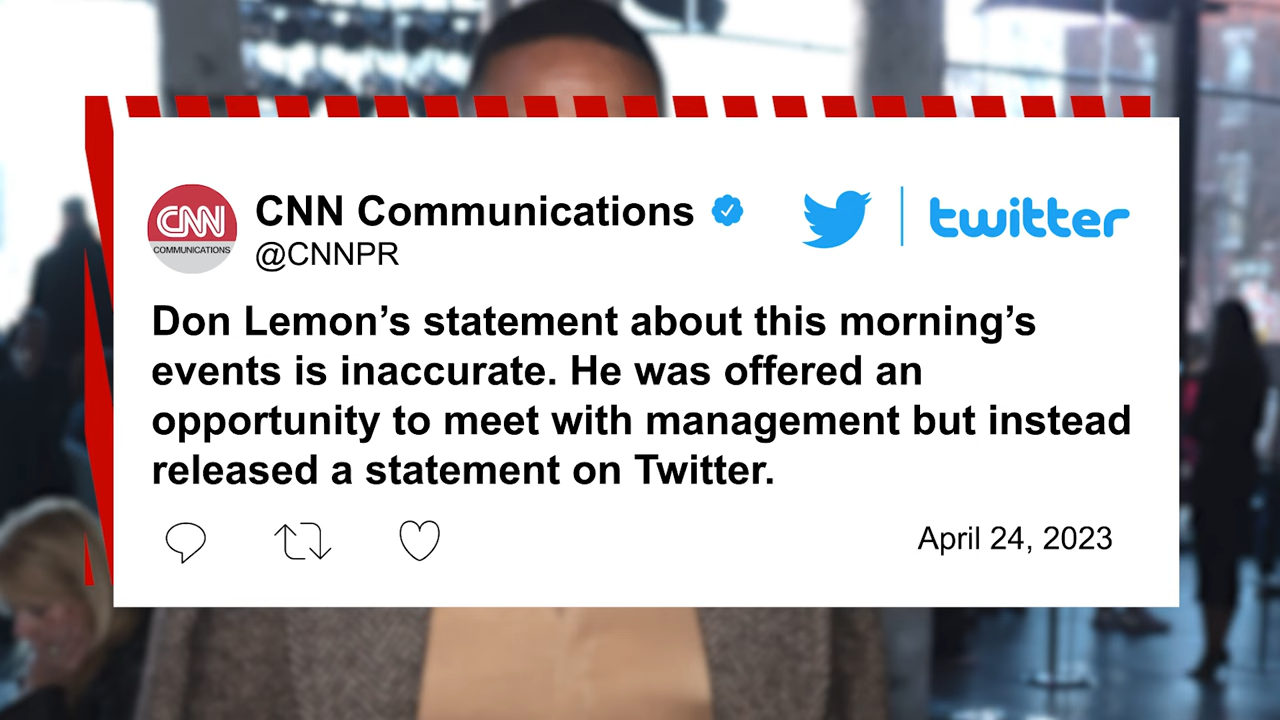 CNN
COMMUNICATIONS
CNN Communications
@CNNPR
twitter
Don Lemon’s statement about this morning’s
events is inaccurate. He was offered an
opportunity to meet with management but instead
released a statement on Twitter.
April 24, 2023